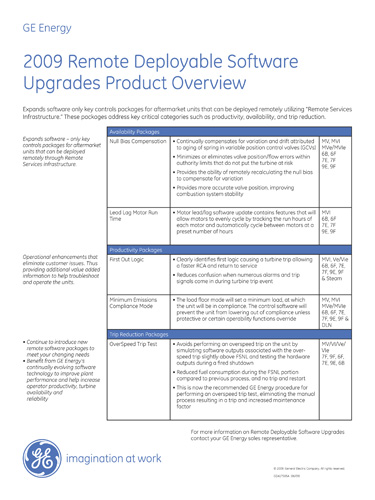 GE Energy
2009 Remote Deployable Software
Upgrades Product Overview
Expands software only key controls packages for aftermarket units that can be deployed remotely utilizing "Remote Services
Infrastructure." These packages address key critical categories such as productivity, availability, and trip reduction.
Expands software – only key
controls packages for aftermarket
units that can be deployed
remotely through Remote
Services Infrastructure.
Availability Packages
Null Bias Compensation
• Continually compensates for variation and drift attributed
to aging of spring in variable position control valves (GCVs)
• Minimizes or eliminates valve position/flow errors within
authority limits that do not put the turbine at risk
• Provides the ability of remotely recalculating the null bias
to compensate for variation
• Provides more accurate valve position, improving
combustion system stability
MV, MVI
MVe/MVIe
6B, 6F
7E, 7F
9E, 9F
Lead Lag Motor Run
Time
• Motor lead/lag software update contains features that will
allow motors to evenly cycle by tracking the run hours of
each motor and automatically cycle between motors at a
preset number of hours
MVI
6B, 6F
7E, 7F
9E, 9F
Operational enhancements that
eliminate customer issues. Thus
providing additional value added
information to help troubleshoot
and operate the units.
Productivity Packages
First Out Logic
• Clearly identifies first logic causing a turbine trip allowing
a faster RCA and return to service
• Reduces confusion when numerous alarms and trip
signals come in during turbine trip event
MVI, Ve/VIe
6B, 6F, 7E,
7F, 9E, 9F
& Steam
Minimum Emissions
Compliance Mode
• The load floor mode will set a minimum load, at which
the unit will be in compliance. The control software will
prevent the unit from lowering out of compliance unless
protective or certain operability functions override
MV, MVI
MVe/MVIe
6B, 6F, 7E,
7F, 9E, 9F &
DLN
• Continue to introduce new
remote software packages to
meet your changing needs
• Benefit from GE Energy's
continually evolving software
technology to improve plant
performance and help increase
operator productivity, turbine
availability and
reliability
Trip Reduction Packages
OverSpeed Trip Test
• Avoids performing an overspeed trip on the unit by
simulating software outputs associated with the over-
speed trip slightly above FSNL and testing the hardware
outputs during a fired shutdown
• Reduced fuel consumption during the FSNL portion
compared to previous process, and no trip and restart
• This is now the recommended GE Energy procedure for
performing an overspeed trip, eliminating the manual
process resulting in a trip and increased maintenance
factor
MV/VI/Ve/
VIe
7F, 9F, 6F,
7E, 9E, 6B
For more information on Remote Deployable Software Upgrades
contact your GE Energy sales representative.
GE
imagination at work
© 2009 General Electric Company. All rights reserved.